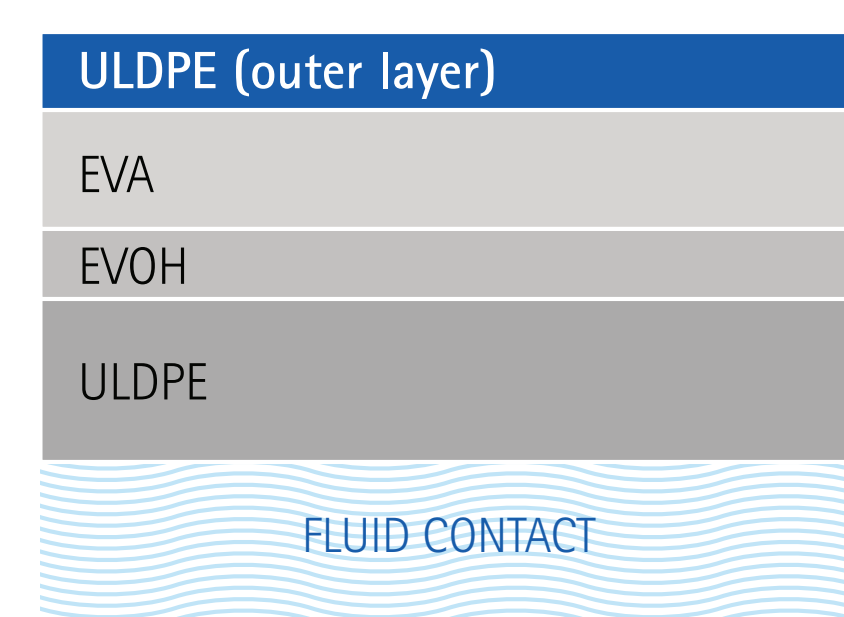 ULDPE (outer layer)
EVA
EVOH
ULDPE
FLUID CONTACT